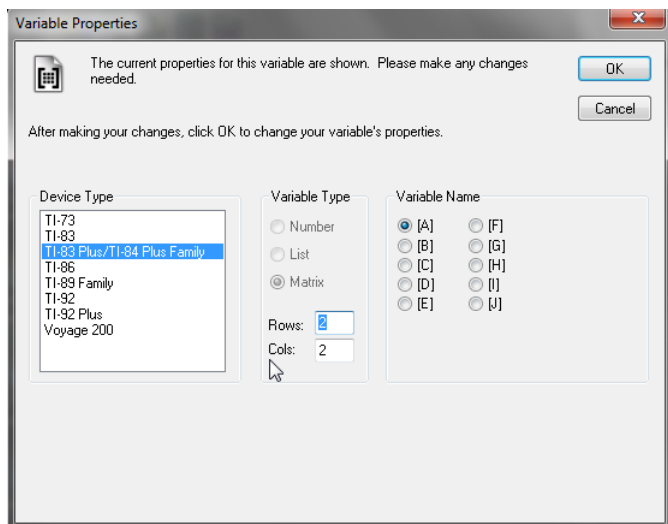 Variable Properties
The current properties for this variable are shown. Please make any changes
needed.
OK
Cancel
After making your changes, click OK to change your variable's properties.
Device Type
TI-73
TI-83
TI-83 Plus/TI-84 Plus Family
TI-86
TI-89 Family
TI-92
TI-92 Plus
Voyage 200
Variable Type
Number
List
Matrix
Rows: 2
Cols: 2
Variable Name
[A] [F]
[B] [G]
[C] [H]
[D] [I]
[E] [J]